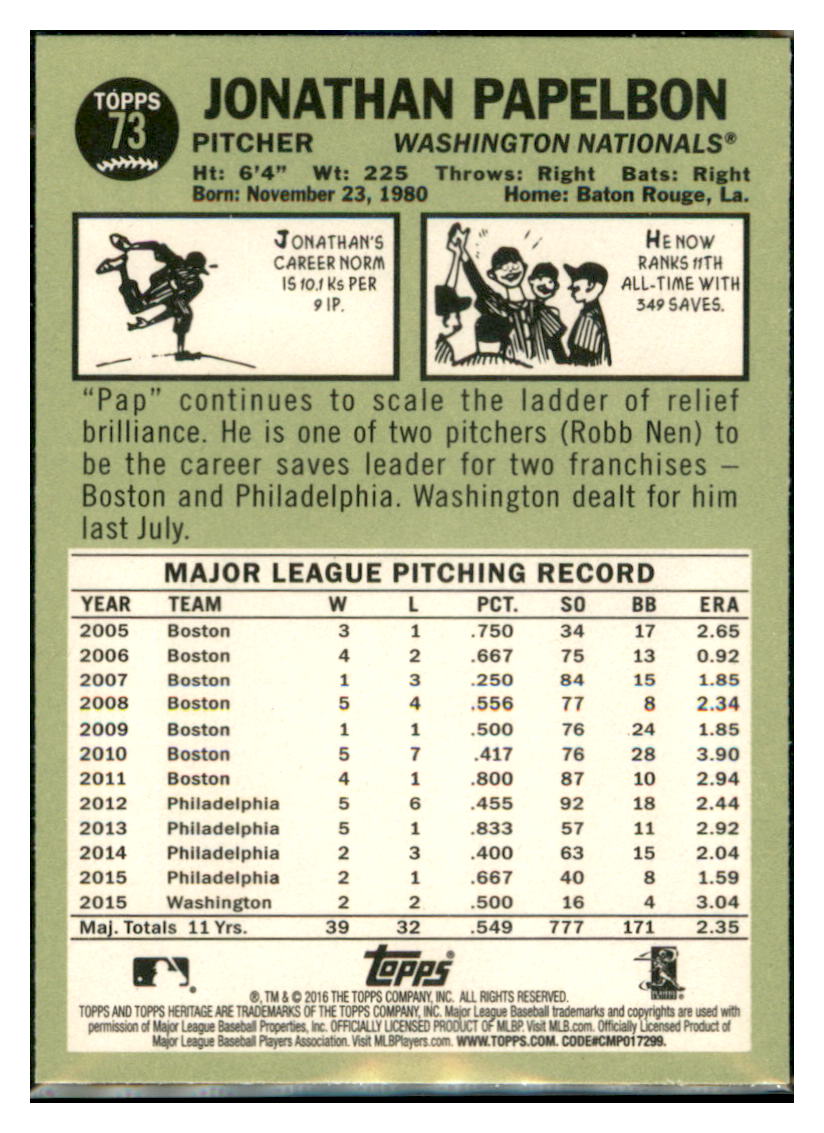 TOPPS
73
JONATHAN PAPELBON
PITCHER WASHINGTON NATIONALS®
Ht: 6'4" Wt: 225 Throws: Right Bats: Right
Born: November 23, 1980 Home: Baton Rouge, La.
JONATHAN'S
CAREER NORM
IS 10.1 Ks PER
9 IP.
HE NOW
RANKS 11TH
ALL-TIME WITH
349 SAVES.
“Pap” continues to scale the ladder of relief
brilliance. He is one of two pitchers (Robb Nen) to
be the career saves leader for two franchises –
Boston and Philadelphia. Washington dealt for him
last July.
MAJOR LEAGUE PITCHING RECORD
YEAR TEAM W L PCT. SO BB ERA
2005 Boston 3 1 .750 34 17 2.65
2006 Boston 4 2 .667 75 13 0.92
2007 Boston 1 3 .250 84 15 1.85
2008 Boston 5 4 .556 77 8 2.34
2009 Boston 1 1 .500 76 24 1.85
2010 Boston 5 7 .417 76 28 3.90
2011 Boston 4 1 .800 87 10 2.94
2012 Philadelphia 5 6 .455 92 18 2.44
2013 Philadelphia 5 1 .833 57 11 2.92
2014 Philadelphia 2 3 .400 63 15 2.04
2015 Philadelphia 2 1 .667 40 8 1.59
2015 Washington 2 2 .500 16 4 3.04
Maj. Totals 11 Yrs. 39 32 .549 777 171 2.35
topps®
®, TM & © 2016 THE TOPPS COMPANY, INC. ALL RIGHTS RESERVED.
TOPPS AND TOPPS HERITAGE ARE TRADEMARKS OF THE TOPPS COMPANY, INC. Major League Baseball trademarks and copyrights are used with
permission of Major League Baseball Properties, Inc. OFFICIALLY LICENSED PRODUCT OF MLBP. Visit MLB.com. Officially Licensed Product of
Major League Baseball Players Association. Visit MLBPlayers.com. WWW.TOPPS.COM. CODE#CMP017299.